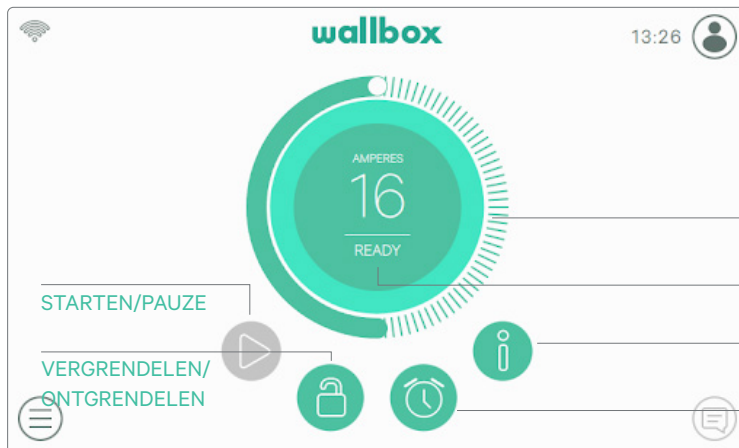 wallbox
13:26
AMPERES
16
READY
STARTEN/PAUZE
VERGRENDELEN/
ONTGRENDELEN